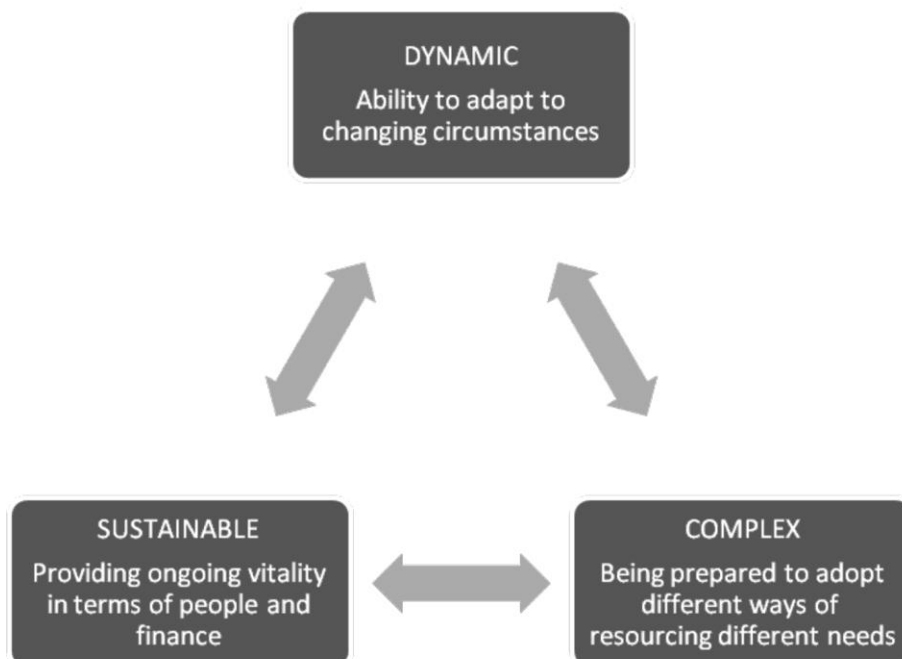 DYNAMIC
Ability to adapt to
changing circumstances
SUSTAINABLE
Providing ongoing vitality
in terms of people and
finance
COMPLEX
Being prepared to adopt
different ways of
resourcing different needs